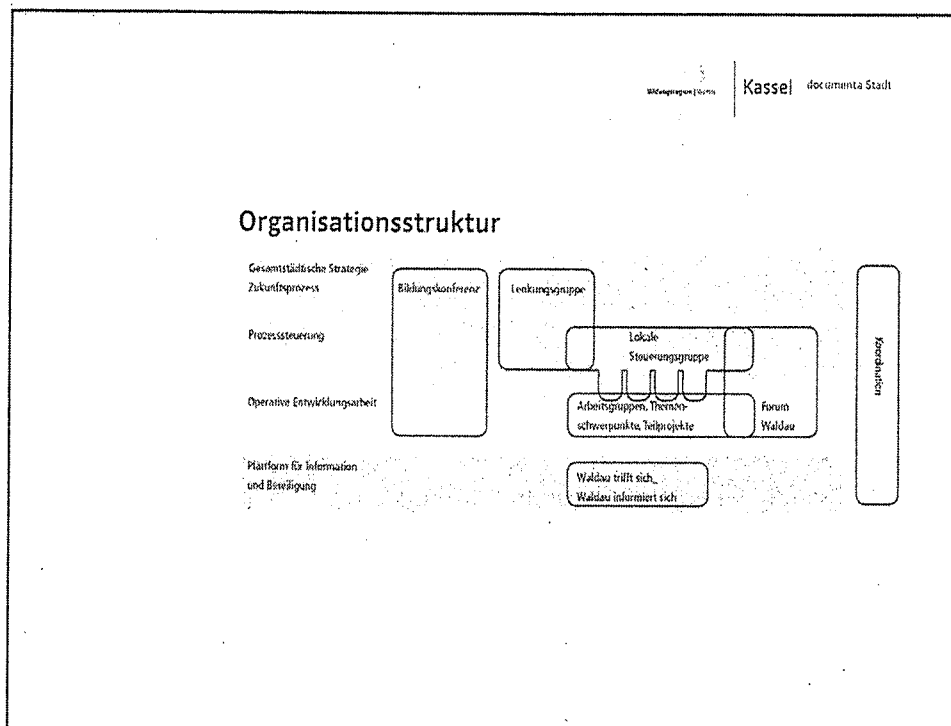 Kassel documenta Stadt
Organisationsstruktur
Gesamtstädtische Strategie
Zukunftsprozess
Bildungskonferenz
Lenkungsgruppe
Prozesssteuerung
Lokale
Steuerungsgruppe
Koordination
Operative Entwicklungsarbeit
Arbeitsgruppen, Themen-
schwerpunkte, Teilprojekte
Forum
Waldau
Plattform für Information
und Beteiligung
Waldau trifft sich_
Waldau informiert sich